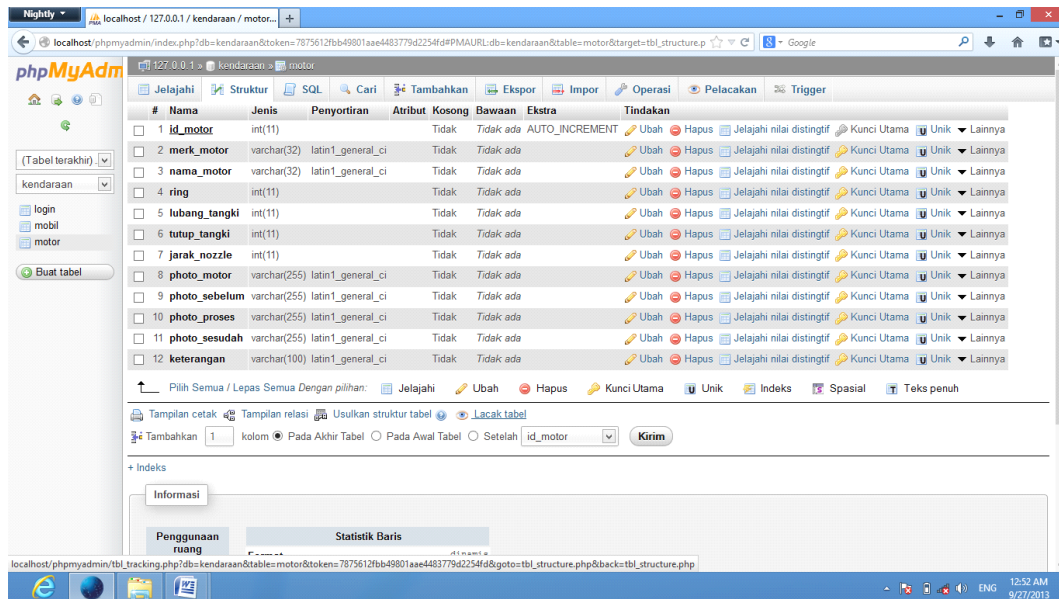 Nightly
localhost / 127.0.0.1 / kendaraan / motor...
localhost/phpmyadmin/index.php?db=kendaraan&token=7875612fbb49801aae4483779d2254fd#PMAURL:db=kendaraan&table=motor&target=tbl_structure.p
Google
phpMyAdm
127.0.0.1 » kendaraan » motor
Jelajahi Struktur SQL Cari Tambahkan Ekspor Impor Operasi Pelacakan Trigger
(Tabel terakhir) ..
kendaraan
login
mobil
motor
Buat tabel
# Nama Jenis Penyortiran Atribut Kosong Bawaan Ekstra Tindakan
1 id_motor int(11) Tidak Tidak ada AUTO_INCREMENT Ubah Hapus Jelajahi nilai distingtif Kunci Utama Unik Lainnya
2 merk_motor varchar(32) latin1_general_ci Tidak Tidak ada Ubah Hapus Jelajahi nilai distingtif Kunci Utama Unik Lainnya
3 nama_motor varchar(32) latin1_general_ci Tidak Tidak ada Ubah Hapus Jelajahi nilai distingtif Kunci Utama Unik Lainnya
4 ring int(11) Tidak Tidak ada Ubah Hapus Jelajahi nilai distingtif Kunci Utama Unik Lainnya
5 lubang_tangki int(11) Tidak Tidak ada Ubah Hapus Jelajahi nilai distingtif Kunci Utama Unik Lainnya
6 tutup_tangki int(11) Tidak Tidak ada Ubah Hapus Jelajahi nilai distingtif Kunci Utama Unik Lainnya
7 jarak_nozzle int(11) Tidak Tidak ada Ubah Hapus Jelajahi nilai distingtif Kunci Utama Unik Lainnya
8 photo_motor varchar(255) latin1_general_ci Tidak Tidak ada Ubah Hapus Jelajahi nilai distingtif Kunci Utama Unik Lainnya
9 photo_sebelum varchar(255) latin1_general_ci Tidak Tidak ada Ubah Hapus Jelajahi nilai distingtif Kunci Utama Unik Lainnya
10 photo_proses varchar(255) latin1_general_ci Tidak Tidak ada Ubah Hapus Jelajahi nilai distingtif Kunci Utama Unik Lainnya
11 photo_sesudah varchar(255) latin1_general_ci Tidak Tidak ada Ubah Hapus Jelajahi nilai distingtif Kunci Utama Unik Lainnya
12 keterangan varchar(100) latin1_general_ci Tidak Tidak ada Ubah Hapus Jelajahi nilai distingtif Kunci Utama Unik Lainnya
Pilih Semua / Lepas Semua Dengan pilihan: Jelajahi Ubah Hapus Kunci Utama Unik Indeks Spasial Teks penuh
Tampilan cetak Tampilan relasi Usulkan struktur tabel Lacak tabel
Tambahkan 1 kolom Pada Akhir Tabel Pada Awal Tabel Setelah id_motor Kirim
+ Indeks
Informasi
Penggunaan
ruang
Statistik Baris
localhost/phpmyadmin/tbl_tracking.php?db=kendaraan&table=motor&token=7875612fbb49801aae4483779d2254fd&goto=tbl_structure.php&back=tbl_structure.php
ENG
12:52 AM
9/27/2013